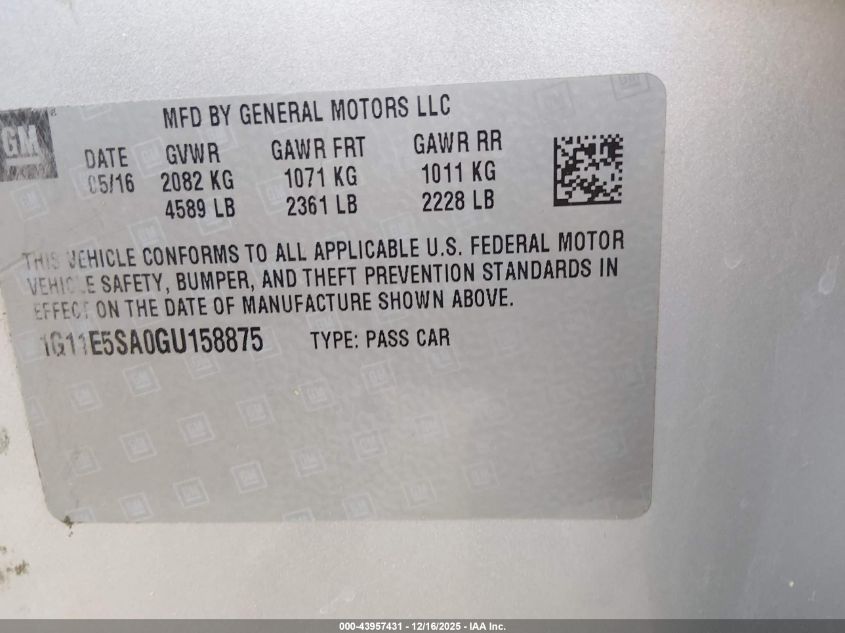 GM
MFD BY GENERAL MOTORS LLC
DATE GVWR GAWR FRT GAWR RR
05/16 2082 KG 1071 KG 1011 KG
4589 LB 2361 LB 2228 LB
THIS VEHICLE CONFORMS TO ALL APPLICABLE U.S. FEDERAL MOTOR
VEHICLE SAFETY, BUMPER, AND THEFT PREVENTION STANDARDS IN
EFFECT ON THE DATE OF MANUFACTURE SHOWN ABOVE.
1G11E5SA0GU158875 TYPE: PASS CAR
000-43957431 - 12/16/2025 - IAA Inc.